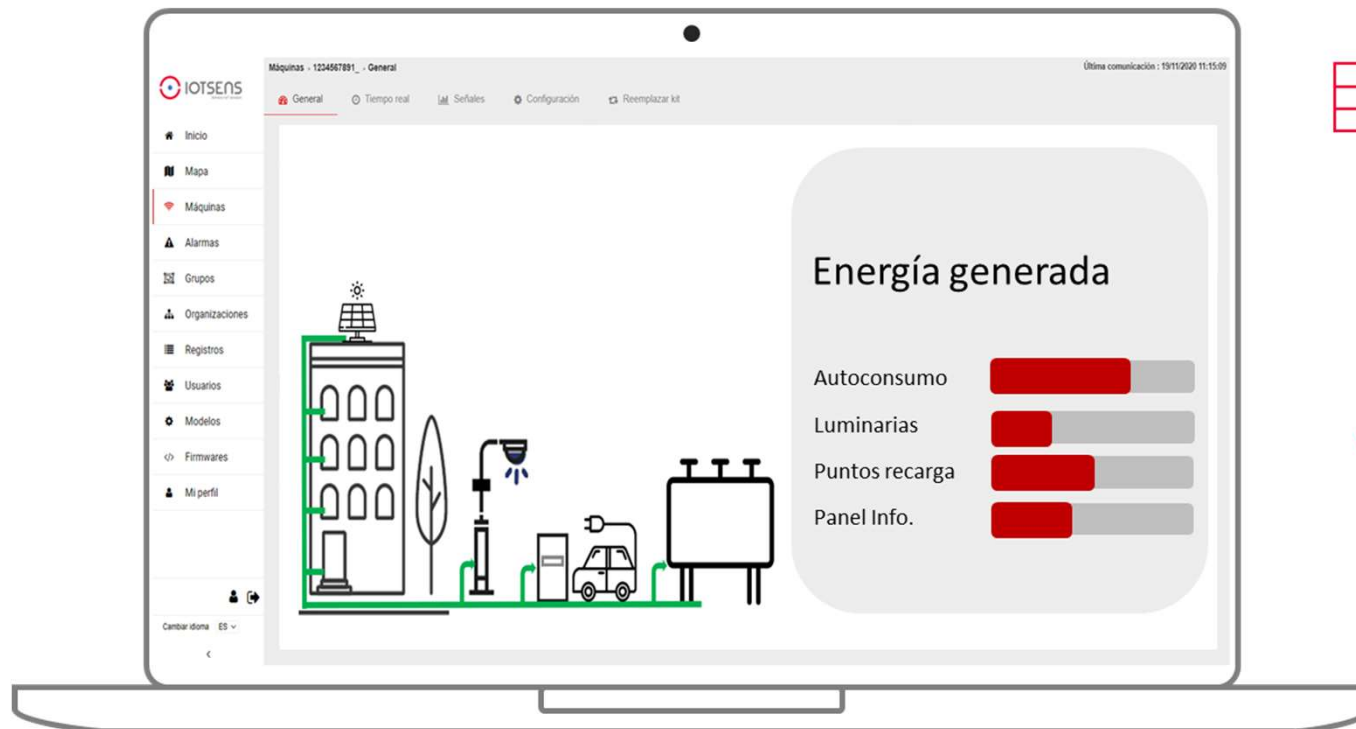 Máquinas › 1234567891_ › General
Última comunicación : 19/11/2020 11:15:09
IOTSENS
General
Tiempo real
Señales
Configuración
Reemplazar kit
Inicio
Mapa
Máquinas
Alarmas
Grupos
Organizaciones
Registros
Usuarios
Modelos
Firmwares
Mi perfil
Cambiar idioma ES
Energía generada
Autoconsumo
Luminarias
Puntos recarga
Panel Info.